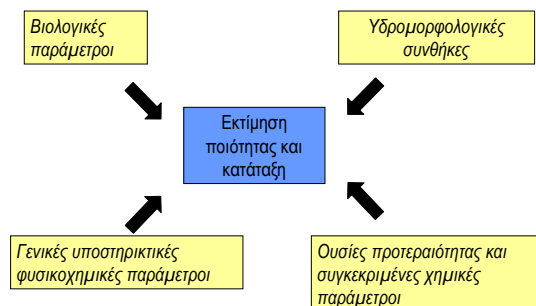 Βιολογικές
παράμετροι
Υδρομορφολογικές
συνθήκες
Εκτίμηση
ποιότητας και
κατάταξη
Γενικές υποστηρικτικές
φυσικοχημικές παράμετροι
Ουσίες προτεραιότητας και
συγκεκριμένες χημικές
παράμετροι